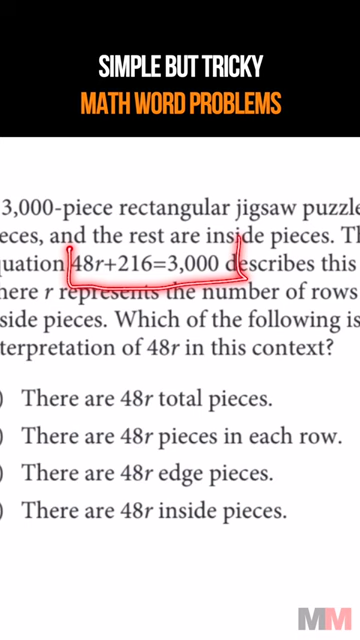 SIMPLE BUT TRICKY
MATH WORD PROBLEMS
3,000-piece rectangular jigsaw puzzle
eces, and the rest are inside pieces. Th
quation 48r+216=3,000 describes this
here r represents the number of rows
side pieces. Which of the following is
terpretation of 48r in this context?
) There are 48r total pieces.
) There are 48r pieces in each row.
) There are 48r edge pieces.
) There are 48r inside pieces.
MM